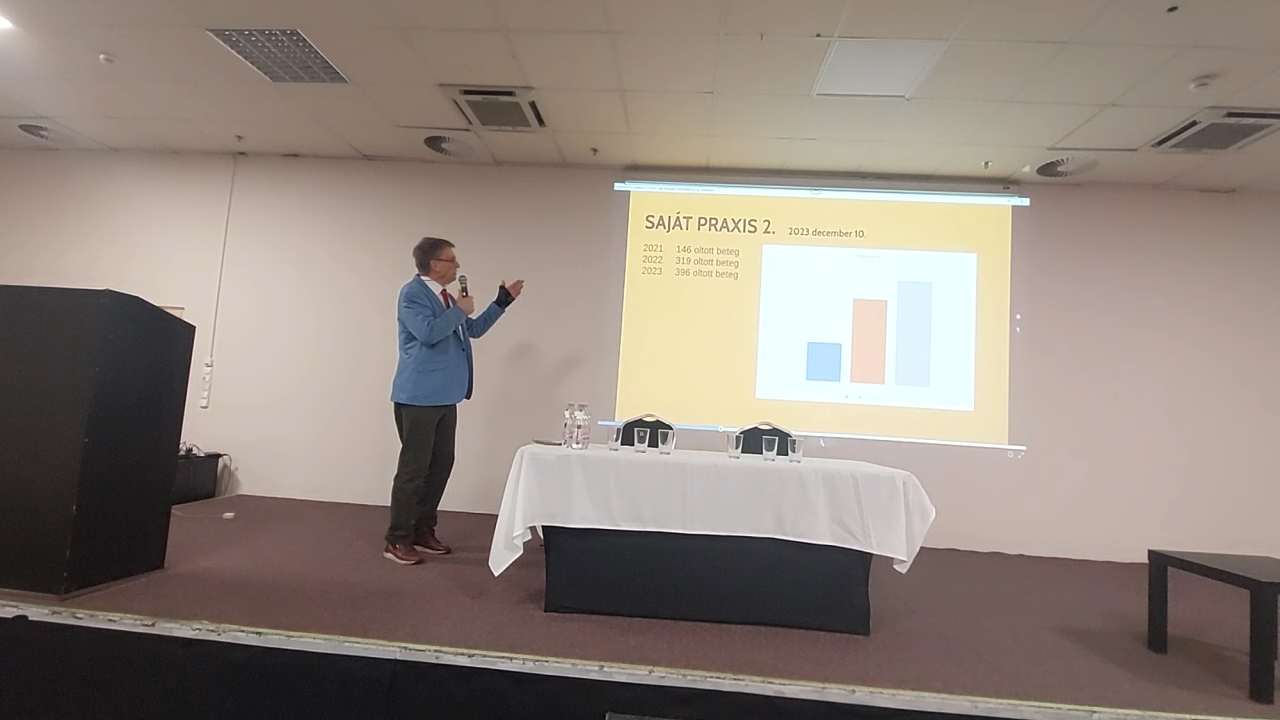 SAJÁT PRAXIS 2. 2023.december 10.
2021. 146 oltott beteg
2022. 319 oltott beteg
2023. 396 oltott beteg